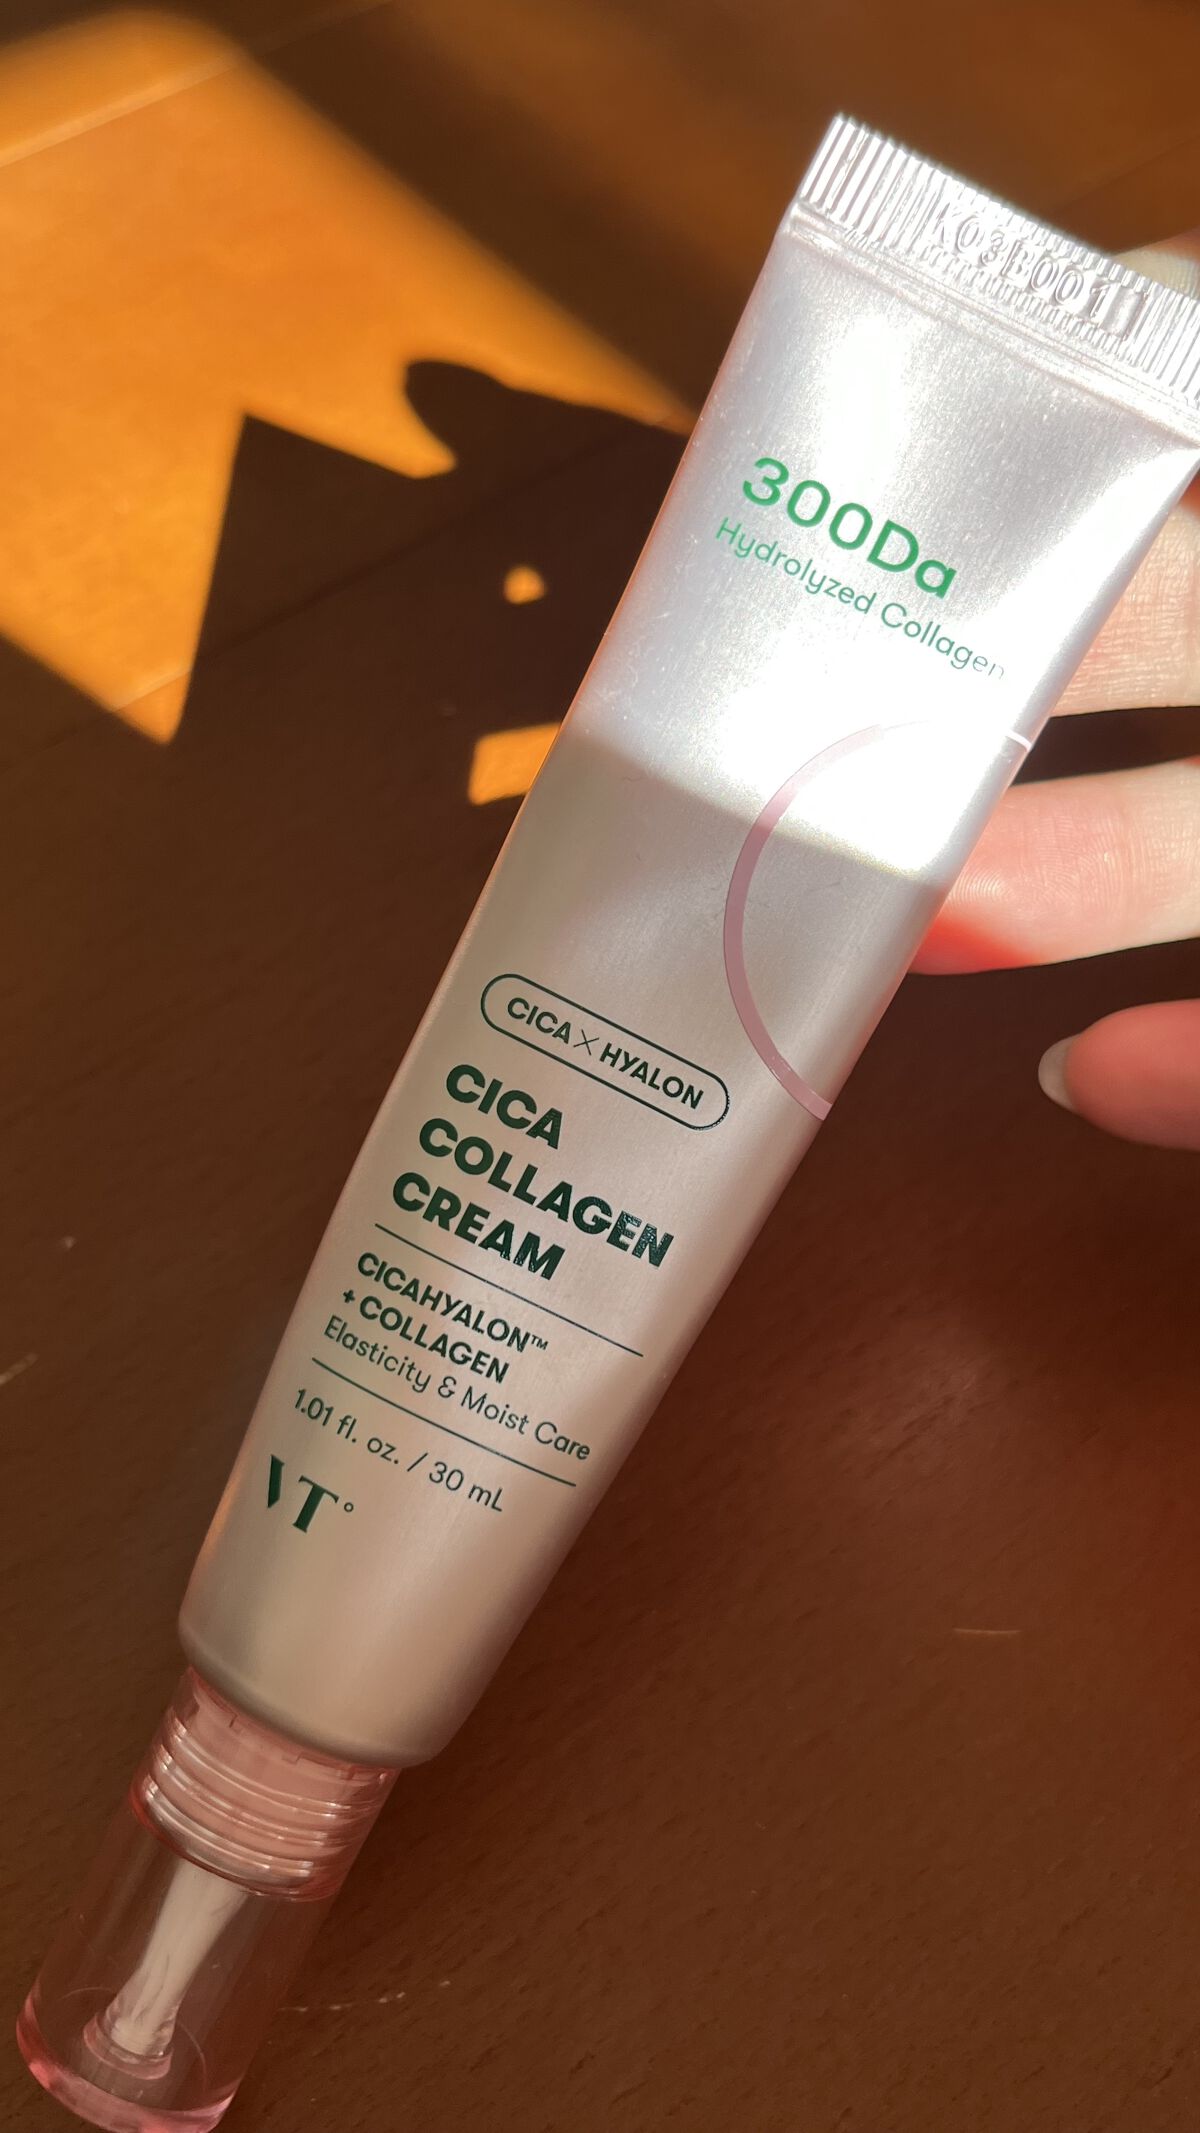 K03B001
300Da
Hydrolyzed Collagen
CICA×HYALON
CICA
COLLAGEN
CREAM
CICAHYALON™
+COLLAGEN
Elasticity & Moist Care
1.01 fl. oz. / 30 mL
VT°